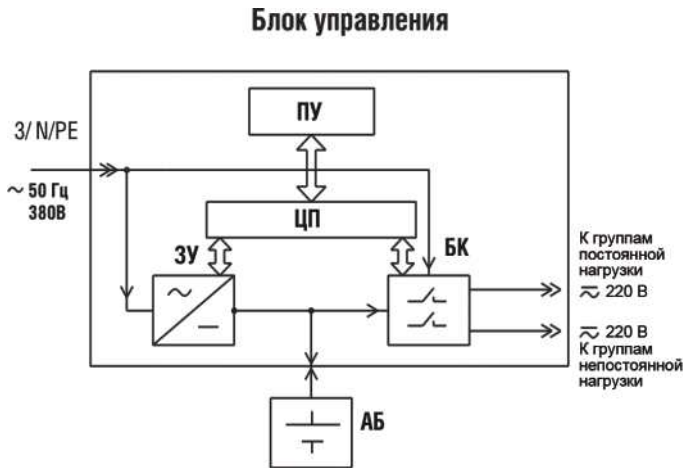 Блок управления
ПУ
3/ N/PE
~ 50 Гц
380В
ЦП
ЗУ
БК
К группам
постоянной
нагрузки
220 В
220 В
К группам
непостоянной
нагрузки
АБ